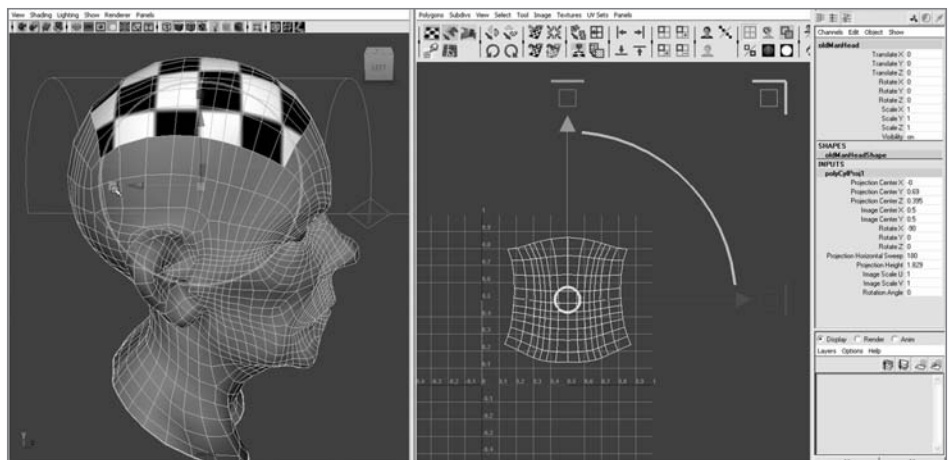 View Shading Lighting Show Renderer Panels
LEFT
Polygons Subdivs View Select Tool Image Textures UV Sets Panels
Channels Edit Object Show
oldManHead
Translate X 0
Translate Y 0
Translate Z 0
Rotate X 0
Rotate Y 0
Rotate Z 0
Scale X 1
Scale Y 1
Scale Z 1
Visibility on
SHAPES
oldManHeadShape
INPUTS
polyCylProj1
Projection Center X -0
Projection Center Y 0.69
Projection Center Z 0.395
Image Center X 0.5
Image Center Y 0.5
Rotate X -90
Rotate Y 0
Rotate Z 0
Projection Horizontal Sweep 180
Projection Height 1.829
Image Scale U 1
Image Scale V 1
Rotation Angle 0
Display Render Anim
Layers Options Help